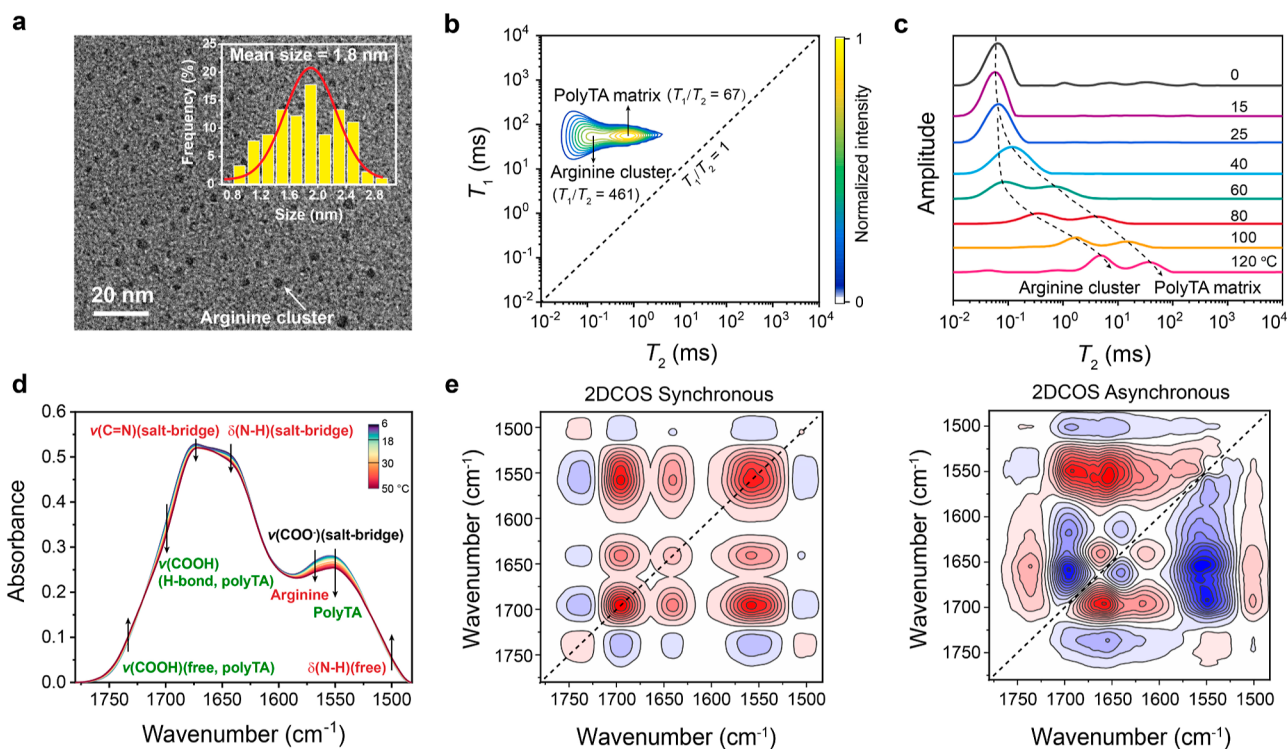 a
Mean size = 1.8 nm
25
20
15
10
5
0
Frequency (%)
0.8 1.2 1.6 2.0 2.4 2.8
Size (nm)
20 nm
Arginine cluster
b
10⁴
10³
10²
10¹
10⁰
10⁻¹
10⁻²
T₁ (ms)
PolyTA matrix (T₁/T₂ = 67)
Arginine cluster
(T₁/T₂ = 461)
T₁/T₂ = 1
10⁻² 10⁻¹ 10⁰ 10¹ 10² 10³ 10⁴
T₂ (ms)
1
0
Normalized intensity
c
Amplitude
0
15
25
40
60
80
100
120 °C
Arginine cluster PolyTA matrix
10⁻² 10⁻¹ 10⁰ 10¹ 10² 10³ 10⁴
T₂ (ms)
d
0.6
0.5
0.4
0.3
0.2
0.1
0.0
Absorbance
ν(C=N)(salt-bridge) δ(N-H)(salt-bridge)
6
18
30
50 °C
ν(COO⁻)(salt-bridge)
ν(COOH)
(H-bond, polyTA)
Arginine
PolyTA
ν(COOH)(free, polyTA)
δ(N-H)(free)
1750 1700 1650 1600 1550 1500
Wavenumber (cm⁻¹)
e
2DCOS Synchronous
1500
1550
1600
1650
1700
1750
Wavenumber (cm⁻¹)
1750 1700 1650 1600 1550 1500
Wavenumber (cm⁻¹)
2DCOS Asynchronous
1500
1550
1600
1650
1700
1750
Wavenumber (cm⁻¹)
1750 1700 1650 1600 1550 1500
Wavenumber (cm⁻¹)